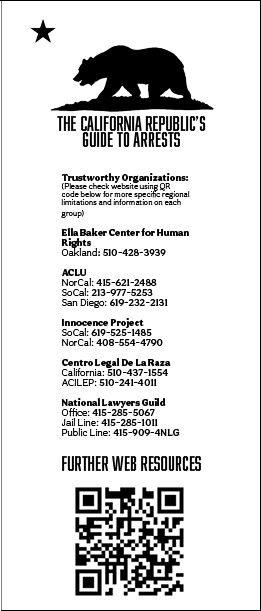 THE CALIFORNIA REPUBLIC'S
GUIDE TO ARRESTS
Trustworthy Organizations:
(Please check website using QR
code below for more specific regional
limitations and information on each
group)
Ella Baker Center for Human
Rights
Oakland: 510-428-3939
ACLU
NorCal: 415-621-2488
SoCal: 213-977-5253
San Diego: 619-232-2131
Innocence Project
SoCal: 619-525-1485
NorCal: 408-554-4790
Centro Legal De La Raza
California: 510-437-1554
ACILEP: 510-241-4011
National Lawyers Guild
Office: 415-285-5067
Jail Line: 415-285-1011
Public Line: 415-909-4NLG
FURTHER WEB RESOURCES